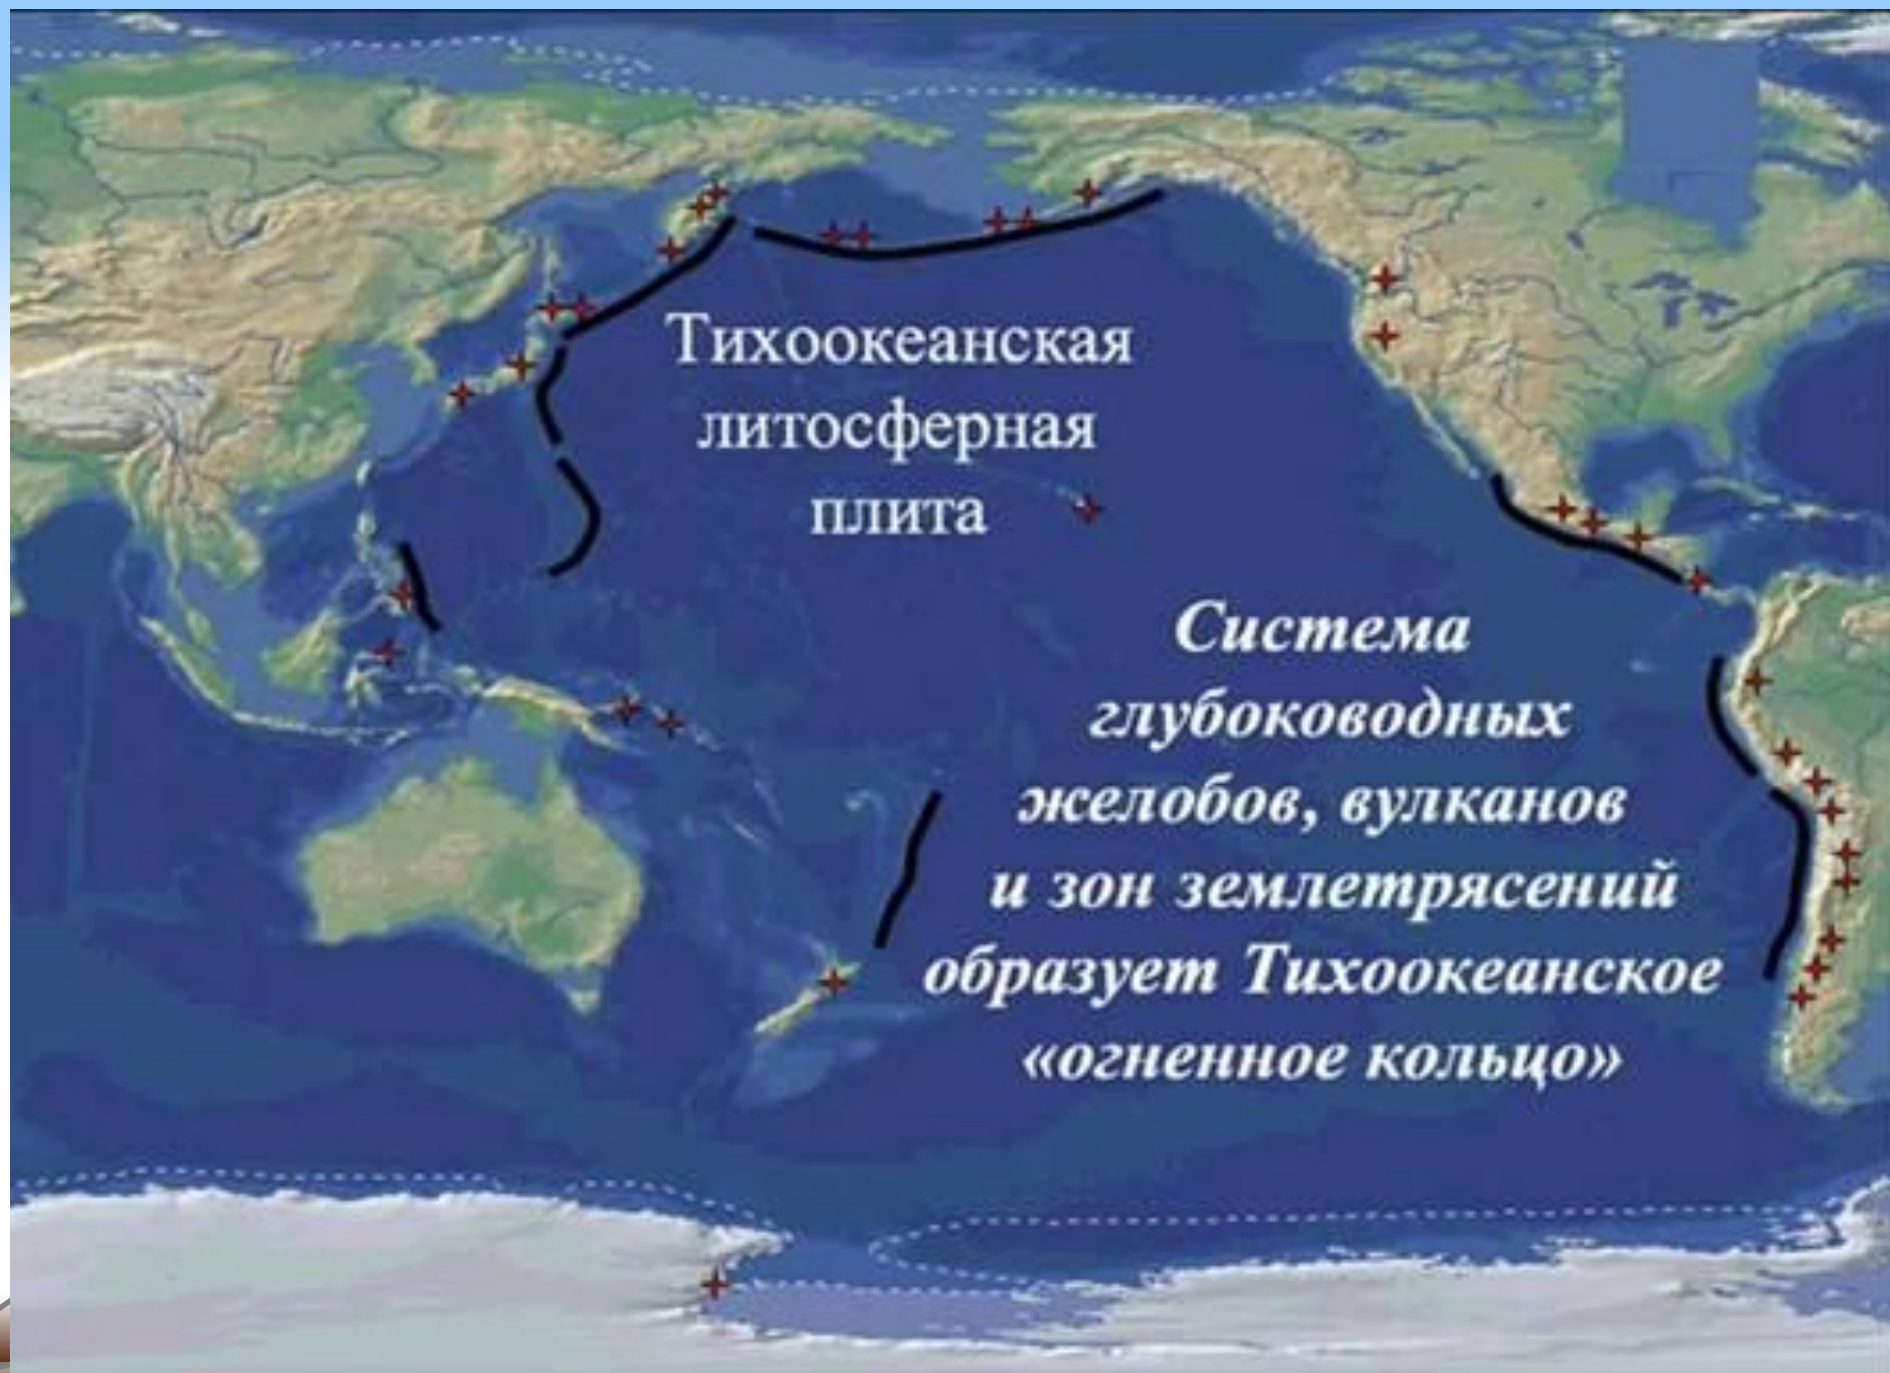 Тихоокеанская
литосферная
плита
Система
глубоководных
желобов, вулканов
и зон землетрясений
образует Тихоокеанское
«огненное кольцо»